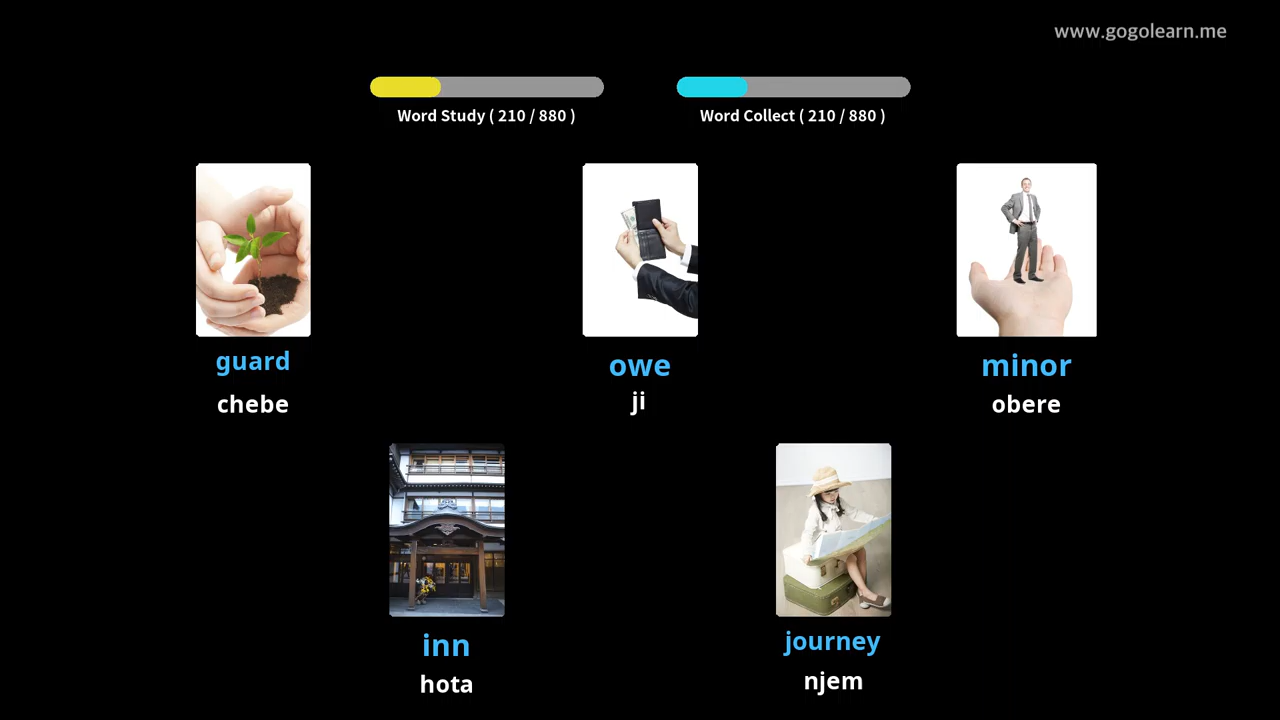 www.gogolearn.me
Word Study ( 210 / 880 )
Word Collect ( 210 / 880 )
guard
chebe
owe
ji
minor
obere
inn
hota
journey
njem